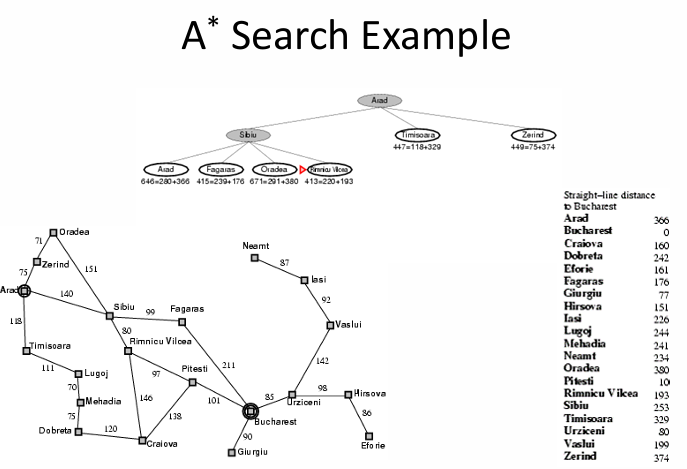 A* Search Example
Arad
Sibiu
Timisoara
Zerind
447=118+329
449=75+374
Arad
Fagaras
Oradea
Rimnicu Vilcea
646=280+366
415=239+176
671=291+380
413=220+193
Straight–line distance
to Bucharest
Arad 366
Bucharest 0
Craiova 160
Dobreta 242
Eforie 161
Fagaras 176
Giurgiu 77
Hirsova 151
Iasi 226
Lugoj 244
Mehadia 241
Neamt 234
Oradea 380
Pitesti 10
Rimnicu Vilcea 193
Sibiu 253
Timisoara 329
Urziceni 80
Vaslui 199
Zerind 374
Oradea
71
Neamt
Zerind
87
75
151
Iasi
Arad
140
92
Sibiu
99
Fagaras
118
80
Vaslui
Timisoara
Rimnicu Vilcea
111
Lugoj
97
Pitesti
211
142
70
98
Hirsova
Mehadia
146
101
85
Urziceni
75
138
86
Dobreta
120
Bucharest
Craiova
90
Eforie
Giurgiu